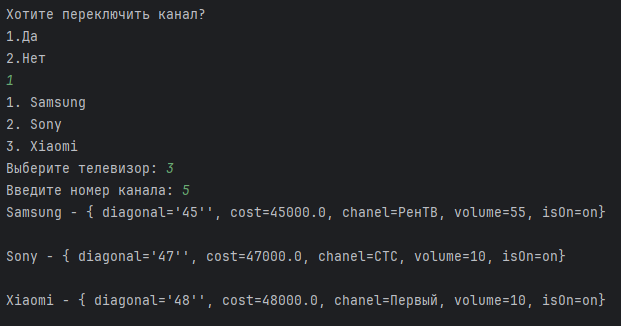 Хотите переключить канал?
1.Да
2.Нет
1
1. Samsung
2. Sony
3. Xiaomi
Выберите телевизор: 3
Введите номер канала: 5
Samsung - { diagonal='45'', cost=45000.0, chanel=РенТВ, volume=55, isOn=on}
Sony - { diagonal='47'', cost=47000.0, chanel=СТС, volume=10, isOn=on}
Xiaomi - { diagonal='48'', cost=48000.0, chanel=Первый, volume=10, isOn=on}